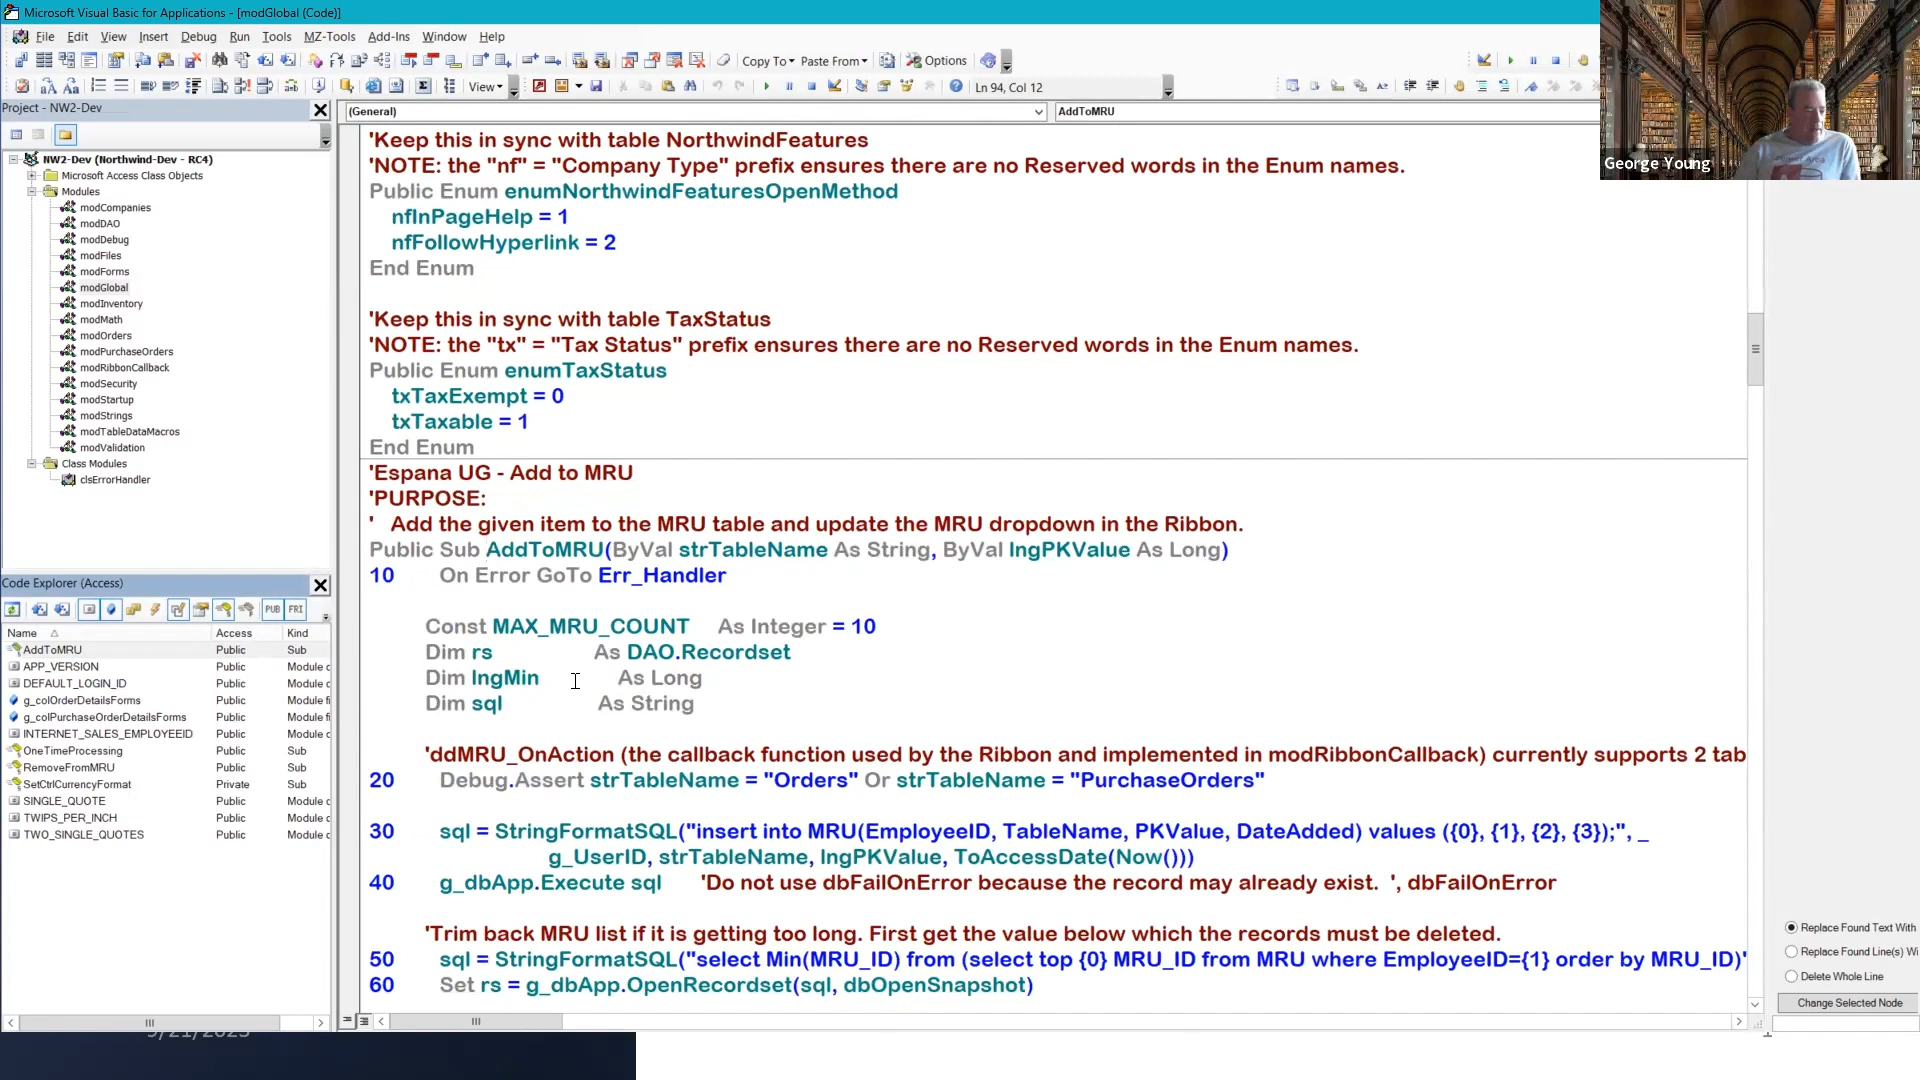 Microsoft Visual Basic for Applications - [modGlobal (Code)]
File Edit View Insert Debug Run Tools MZ-Tools Add-Ins Window Help
Copy To Paste From Options
View Ln 94, Col 12
Project - NW2-Dev
(General) AddToMRU
NW2-Dev (Northwind-Dev - RC4)
Microsoft Access Class Objects
Modules
modCompanies
modDAO
modDebug
modFiles
modForms
modGlobal
modInventory
modMath
modOrders
modPurchaseOrders
modRibbonCallback
modSecurity
modStartup
modStrings
modTableDataMacros
modValidation
Class Modules
clsErrorHandler
Code Explorer (Access)
PUB FRI
Name Access Kind
AddToMRU Public Sub
APP_VERSION Public Module c
DEFAULT_LOGIN_ID Public Module c
g_colOrderDetailsForms Public Module fi
g_colPurchaseOrderDetailsForms Public Module fi
INTERNET_SALES_EMPLOYEEID Public Module c
OneTimeProcessing Public Sub
RemoveFromMRU Public Sub
SetCtrlCurrencyFormat Private Sub
SINGLE_QUOTE Public Module c
TWIPS_PER_INCH Public Module c
TWO_SINGLE_QUOTES Public Module c
'Keep this in sync with table NorthwindFeatures
'NOTE: the "nf" = "Company Type" prefix ensures there are no Reserved words in the Enum names.
Public Enum enumNorthwindFeaturesOpenMethod
nfInPageHelp = 1
nfFollowHyperlink = 2
End Enum
'Keep this in sync with table TaxStatus
'NOTE: the "tx" = "Tax Status" prefix ensures there are no Reserved words in the Enum names.
Public Enum enumTaxStatus
txTaxExempt = 0
txTaxable = 1
End Enum
'Espana UG - Add to MRU
'PURPOSE:
' Add the given item to the MRU table and update the MRU dropdown in the Ribbon.
Public Sub AddToMRU(ByVal strTableName As String, ByVal lngPKValue As Long)
10 On Error GoTo Err_Handler
Const MAX_MRU_COUNT As Integer = 10
Dim rs As DAO.Recordset
Dim lngMin As Long
Dim sql As String
'ddMRU_OnAction (the callback function used by the Ribbon and implemented in modRibbonCallback) currently supports 2 tab
20 Debug.Assert strTableName = "Orders" Or strTableName = "PurchaseOrders"
30 sql = StringFormatSQL("insert into MRU(EmployeeID, TableName, PKValue, DateAdded) values ({0}, {1}, {2}, {3});", _
g_UserID, strTableName, lngPKValue, ToAccessDate(Now()))
40 g_dbApp.Execute sql 'Do not use dbFailOnError because the record may already exist. ', dbFailOnError
'Trim back MRU list if it is getting too long. First get the value below which the records must be deleted.
50 sql = StringFormatSQL("select Min(MRU_ID) from (select top {0} MRU_ID from MRU where EmployeeID={1} order by MRU_ID)"
60 Set rs = g_dbApp.OpenRecordset(sql, dbOpenSnapshot)
George Young
Replace Found Text With
Replace Found Line(s) Wi
Delete Whole Line
Change Selected Node